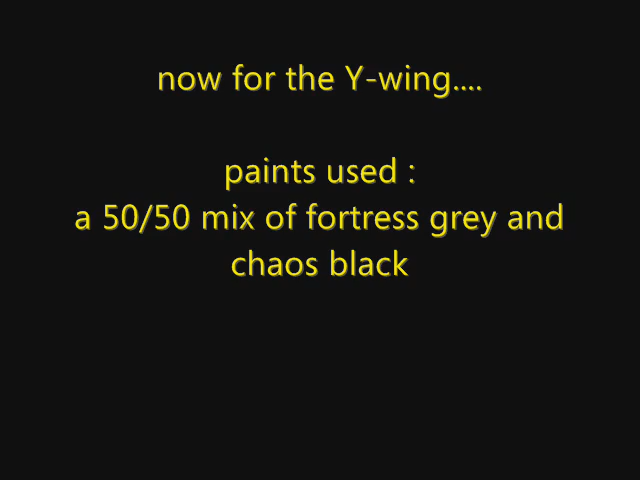 now for the Y-wing....
paints used :
a 50/50 mix of fortress grey and
chaos black